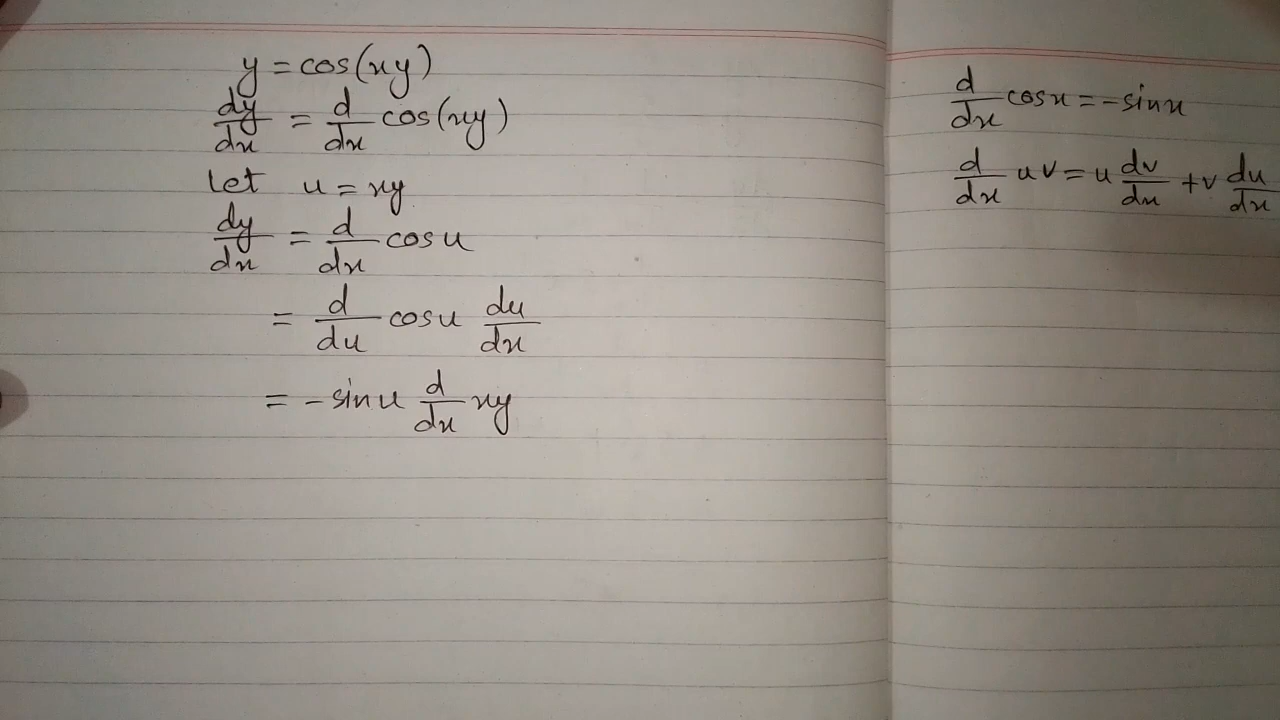 y = cos(xy)
dy/dx = d/dx cos(xy)
Let u = xy
dy/dx = d/dx cos u
= d/du cos u du/dx
= -sin u d/dx xy
d/dx cos x = -sin x
d/dx uv = u dv/dx + v du/dx